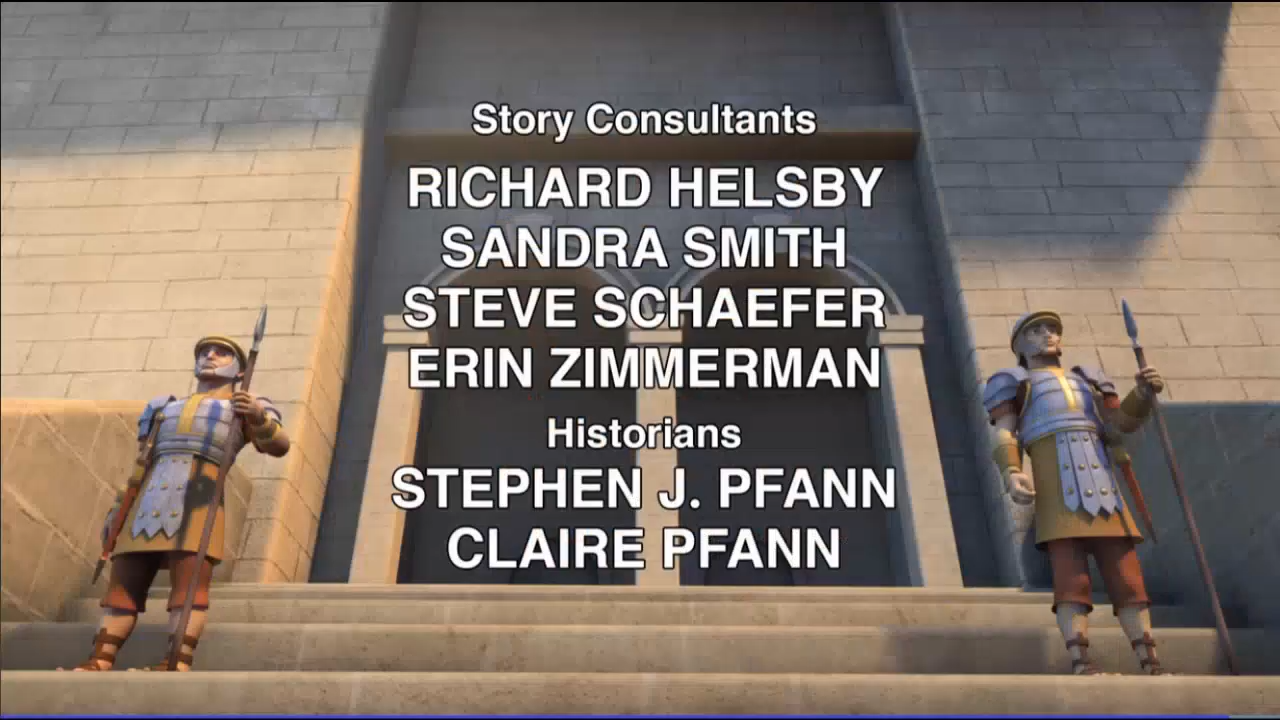 Story Consultants
RICHARD HELSBY
SANDRA SMITH
STEVE SCHAEFER
ERIN ZIMMERMAN
Historians
STEPHEN J. PFANN
CLAIRE PFANN